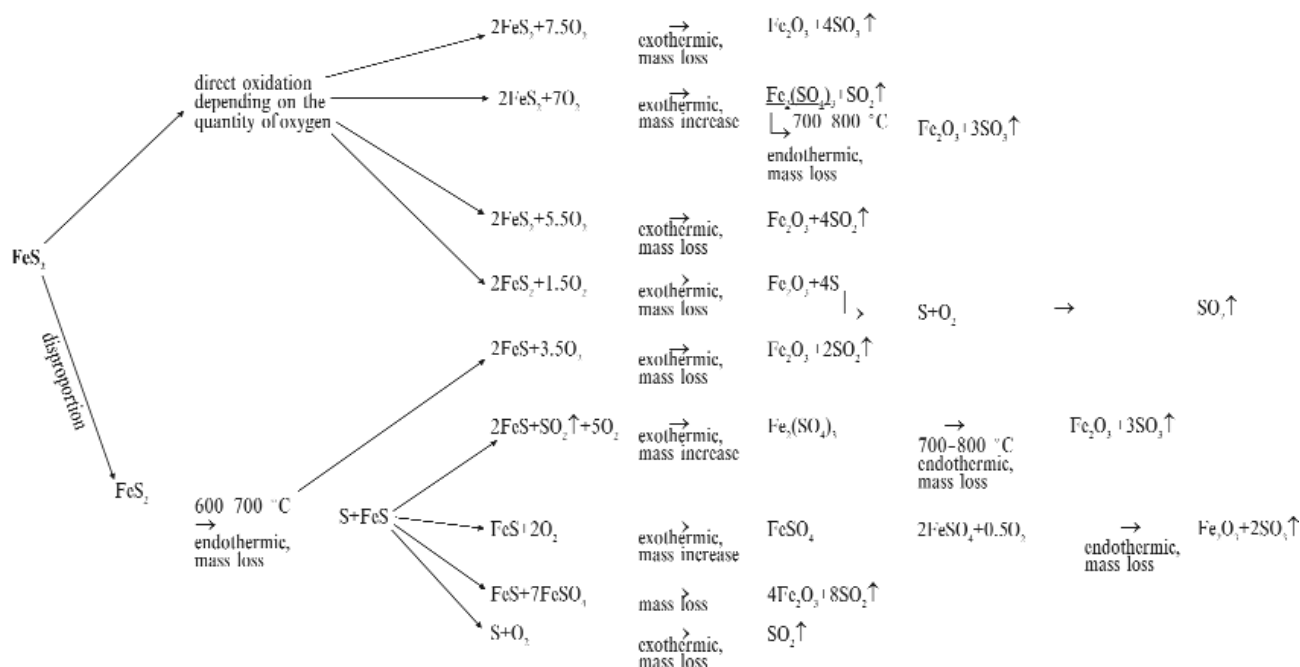 2FeS₂+7.5O₂ → exothermic, mass loss Fe₂O₃+4SO₃↑
direct oxidation
depending on the
quantity of oxygen
2FeS₂+7O₂ → exothermic, mass increase Fe₂(SO₄)₃+SO₂↑
700 800 °C
endothermic,
mass loss
Fe₂O₃+3SO₃↑
2FeS₂+5.5O₂ → exothermic, mass loss Fe₂O₃+4SO₂↑
FeS₂
2FeS₂+1.5O₂ → exothermic, mass loss Fe₂O₃+4S
S+O₂ → SO₂↑
disproportion
2FeS+3.5O₂ → exothermic, mass loss Fe₂O₃+2SO₂↑
2FeS+SO₂↑+5O₂ → exothermic, mass increase Fe₂(SO₄)₃ → 700-800 °C endothermic, mass loss Fe₂O₃+3SO₃↑
FeS₂
600 700 °C
→
endothermic,
mass loss
S+FeS
FeS+2O₂ → exothermic, mass increase FeSO₄ 2FeSO₄+0.5O₂ → endothermic, mass loss Fe₂O₃+2SO₃↑
FeS+7FeSO₄ → mass loss 4Fe₂O₃+8SO₂↑
S+O₂ → exothermic, mass loss SO₂↑